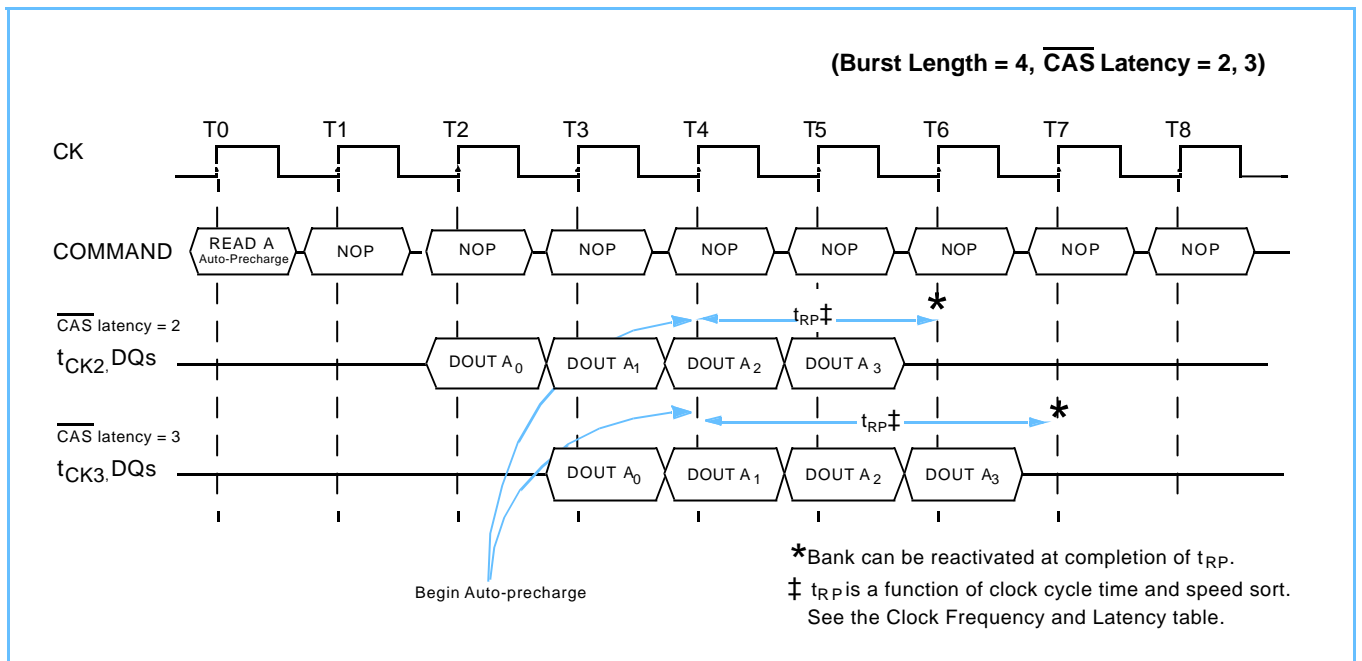 (Burst Length = 4, CAS Latency = 2, 3)
T0 T1 T2 T3 T4 T5 T6 T7 T8
CK
COMMAND
READ A
Auto-Precharge
NOP NOP NOP NOP NOP NOP NOP NOP
*
CAS latency = 2
tRP‡
tCK2, DQs
DOUT A0 DOUT A1 DOUT A2 DOUT A3
*
CAS latency = 3
tRP‡
tCK3, DQs
DOUT A0 DOUT A1 DOUT A2 DOUT A3
*Bank can be reactivated at completion of tRP.
Begin Auto-precharge
‡ tRP is a function of clock cycle time and speed sort.
See the Clock Frequency and Latency table.